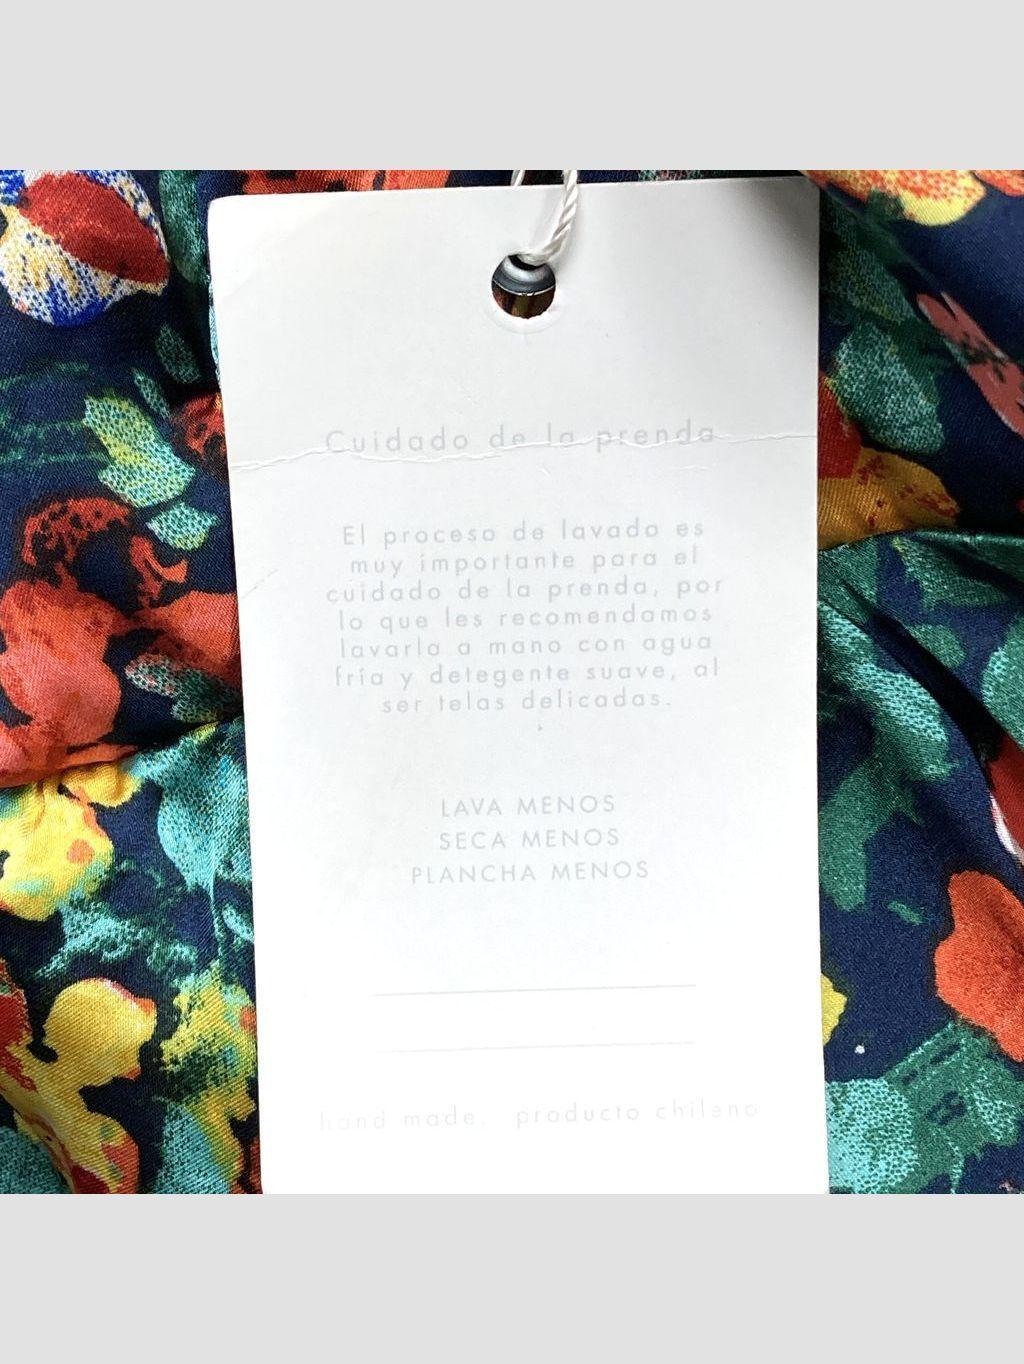 Cuidado de la prenda
El proceso de lavado es
muy importante para el
cuidado de la prenda, por
lo que les recomendamos
lavarla a mano con agua
fría y detegente suave, al
ser telas delicadas.
LAVA MENOS
SECA MENOS
PLANCHA MENOS
hand made, producto chileno